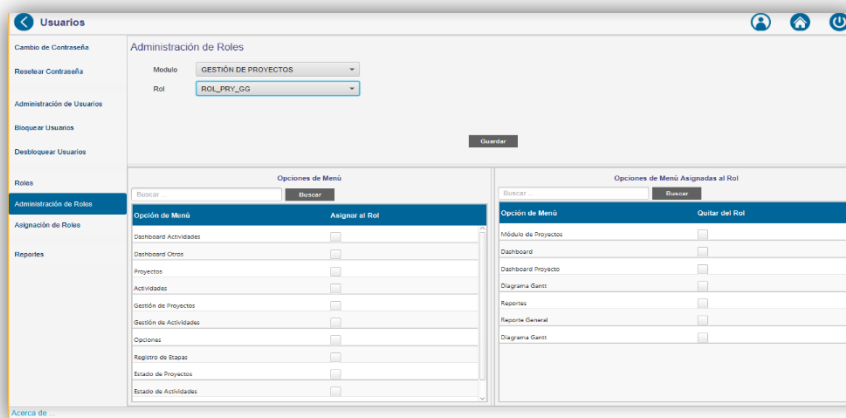 Usuarios
Cambio de Contraseña
Resetear Contraseña
Administración de Usuarios
Bloquear Usuarios
Desbloquear Usuarios
Roles
Administración de Roles
Asignación de Roles
Reportes
Administración de Roles
Modulo GESTIÓN DE PROYECTOS
Rol ROL_PRY_GG
Guardar
Opciones de Menú
Buscar ... Buscar
Opción de Menú Asignar al Rol
Dashboard Actividades
Dashboard Otros
Proyectos
Actividades
Gestión de Proyectos
Gestión de Actividades
Opciones
Registro de Etapas
Estado de Proyectos
Estado de Actividades
Opciones de Menú Asignadas al Rol
Buscar ... Buscar
Opción de Menú Quitar del Rol
Módulo de Proyectos
Dashboard
Dashboard Proyecto
Diagrama Gantt
Reportes
Reporte General
Diagrama Gantt
Acerca de ...